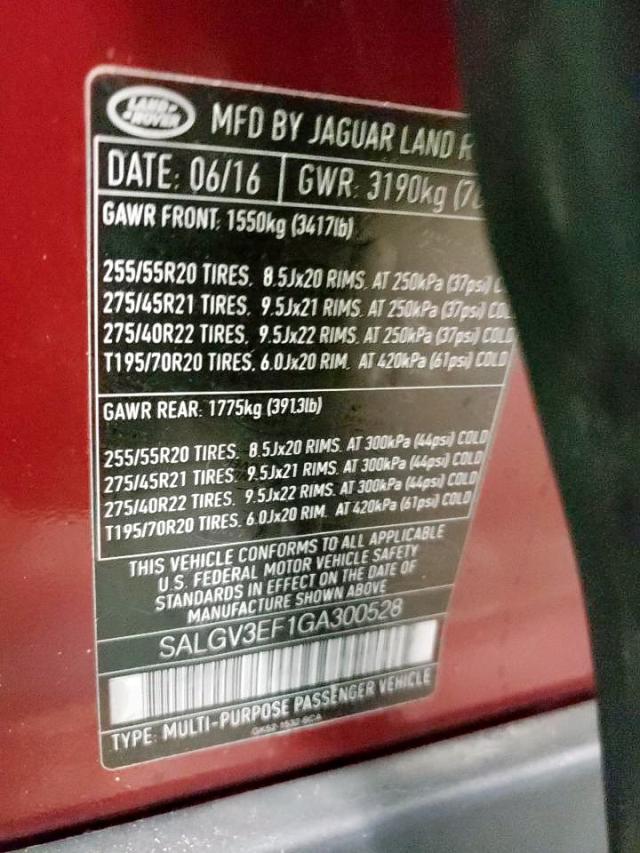 LAND ROVER
MFD BY JAGUAR LAND R
DATE: 06/16 GWR: 3190kg (70
GAWR FRONT: 1550kg (3417lb)
255/55R20 TIRES, 8.5Jx20 RIMS, AT 250kPa (37psi) C
275/45R21 TIRES, 9.5Jx21 RIMS, AT 250kPa (37psi) COL
275/40R22 TIRES, 9.5Jx22 RIMS, AT 250kPa (37psi) COLD
T195/70R20 TIRES, 6.0Jx20 RIM, AT 420kPa (61psi) COLD
GAWR REAR: 1775kg (3913lb)
255/55R20 TIRES, 8.5Jx20 RIMS, AT 300kPa (44psi) COLD
275/45R21 TIRES, 9.5Jx21 RIMS, AT 300kPa (44psi) COLD
275/40R22 TIRES, 9.5Jx22 RIMS, AT 300kPa (44psi) COLD
T195/70R20 TIRES, 6.0Jx20 RIM, AT 420kPa (61psi) COLD
THIS VEHICLE CONFORMS TO ALL APPLICABLE
U.S. FEDERAL MOTOR VEHICLE SAFETY
STANDARDS IN EFFECT ON THE DATE OF
MANUFACTURE SHOWN ABOVE
SALGV3EF1GA300528
TYPE: MULTI-PURPOSE PASSENGER VEHICLE